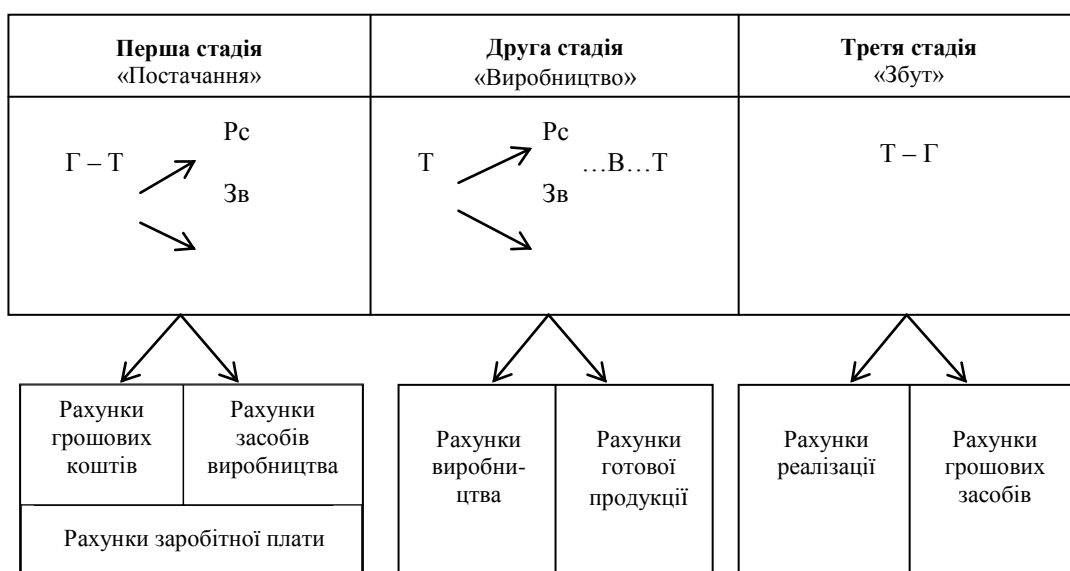 Перша стадія
«Постачання»
Друга стадія
«Виробництво»
Третя стадія
«Збут»
Рс
Г – Т
Зв
Рс
Т
…В…Т
Зв
Т – Г
Рахунки
грошових
коштів
Рахунки
засобів
виробництва
Рахунки заробітної плати
Рахунки
виробни-
цтва
Рахунки
готової
продукції
Рахунки
реалізації
Рахунки
грошових
засобів